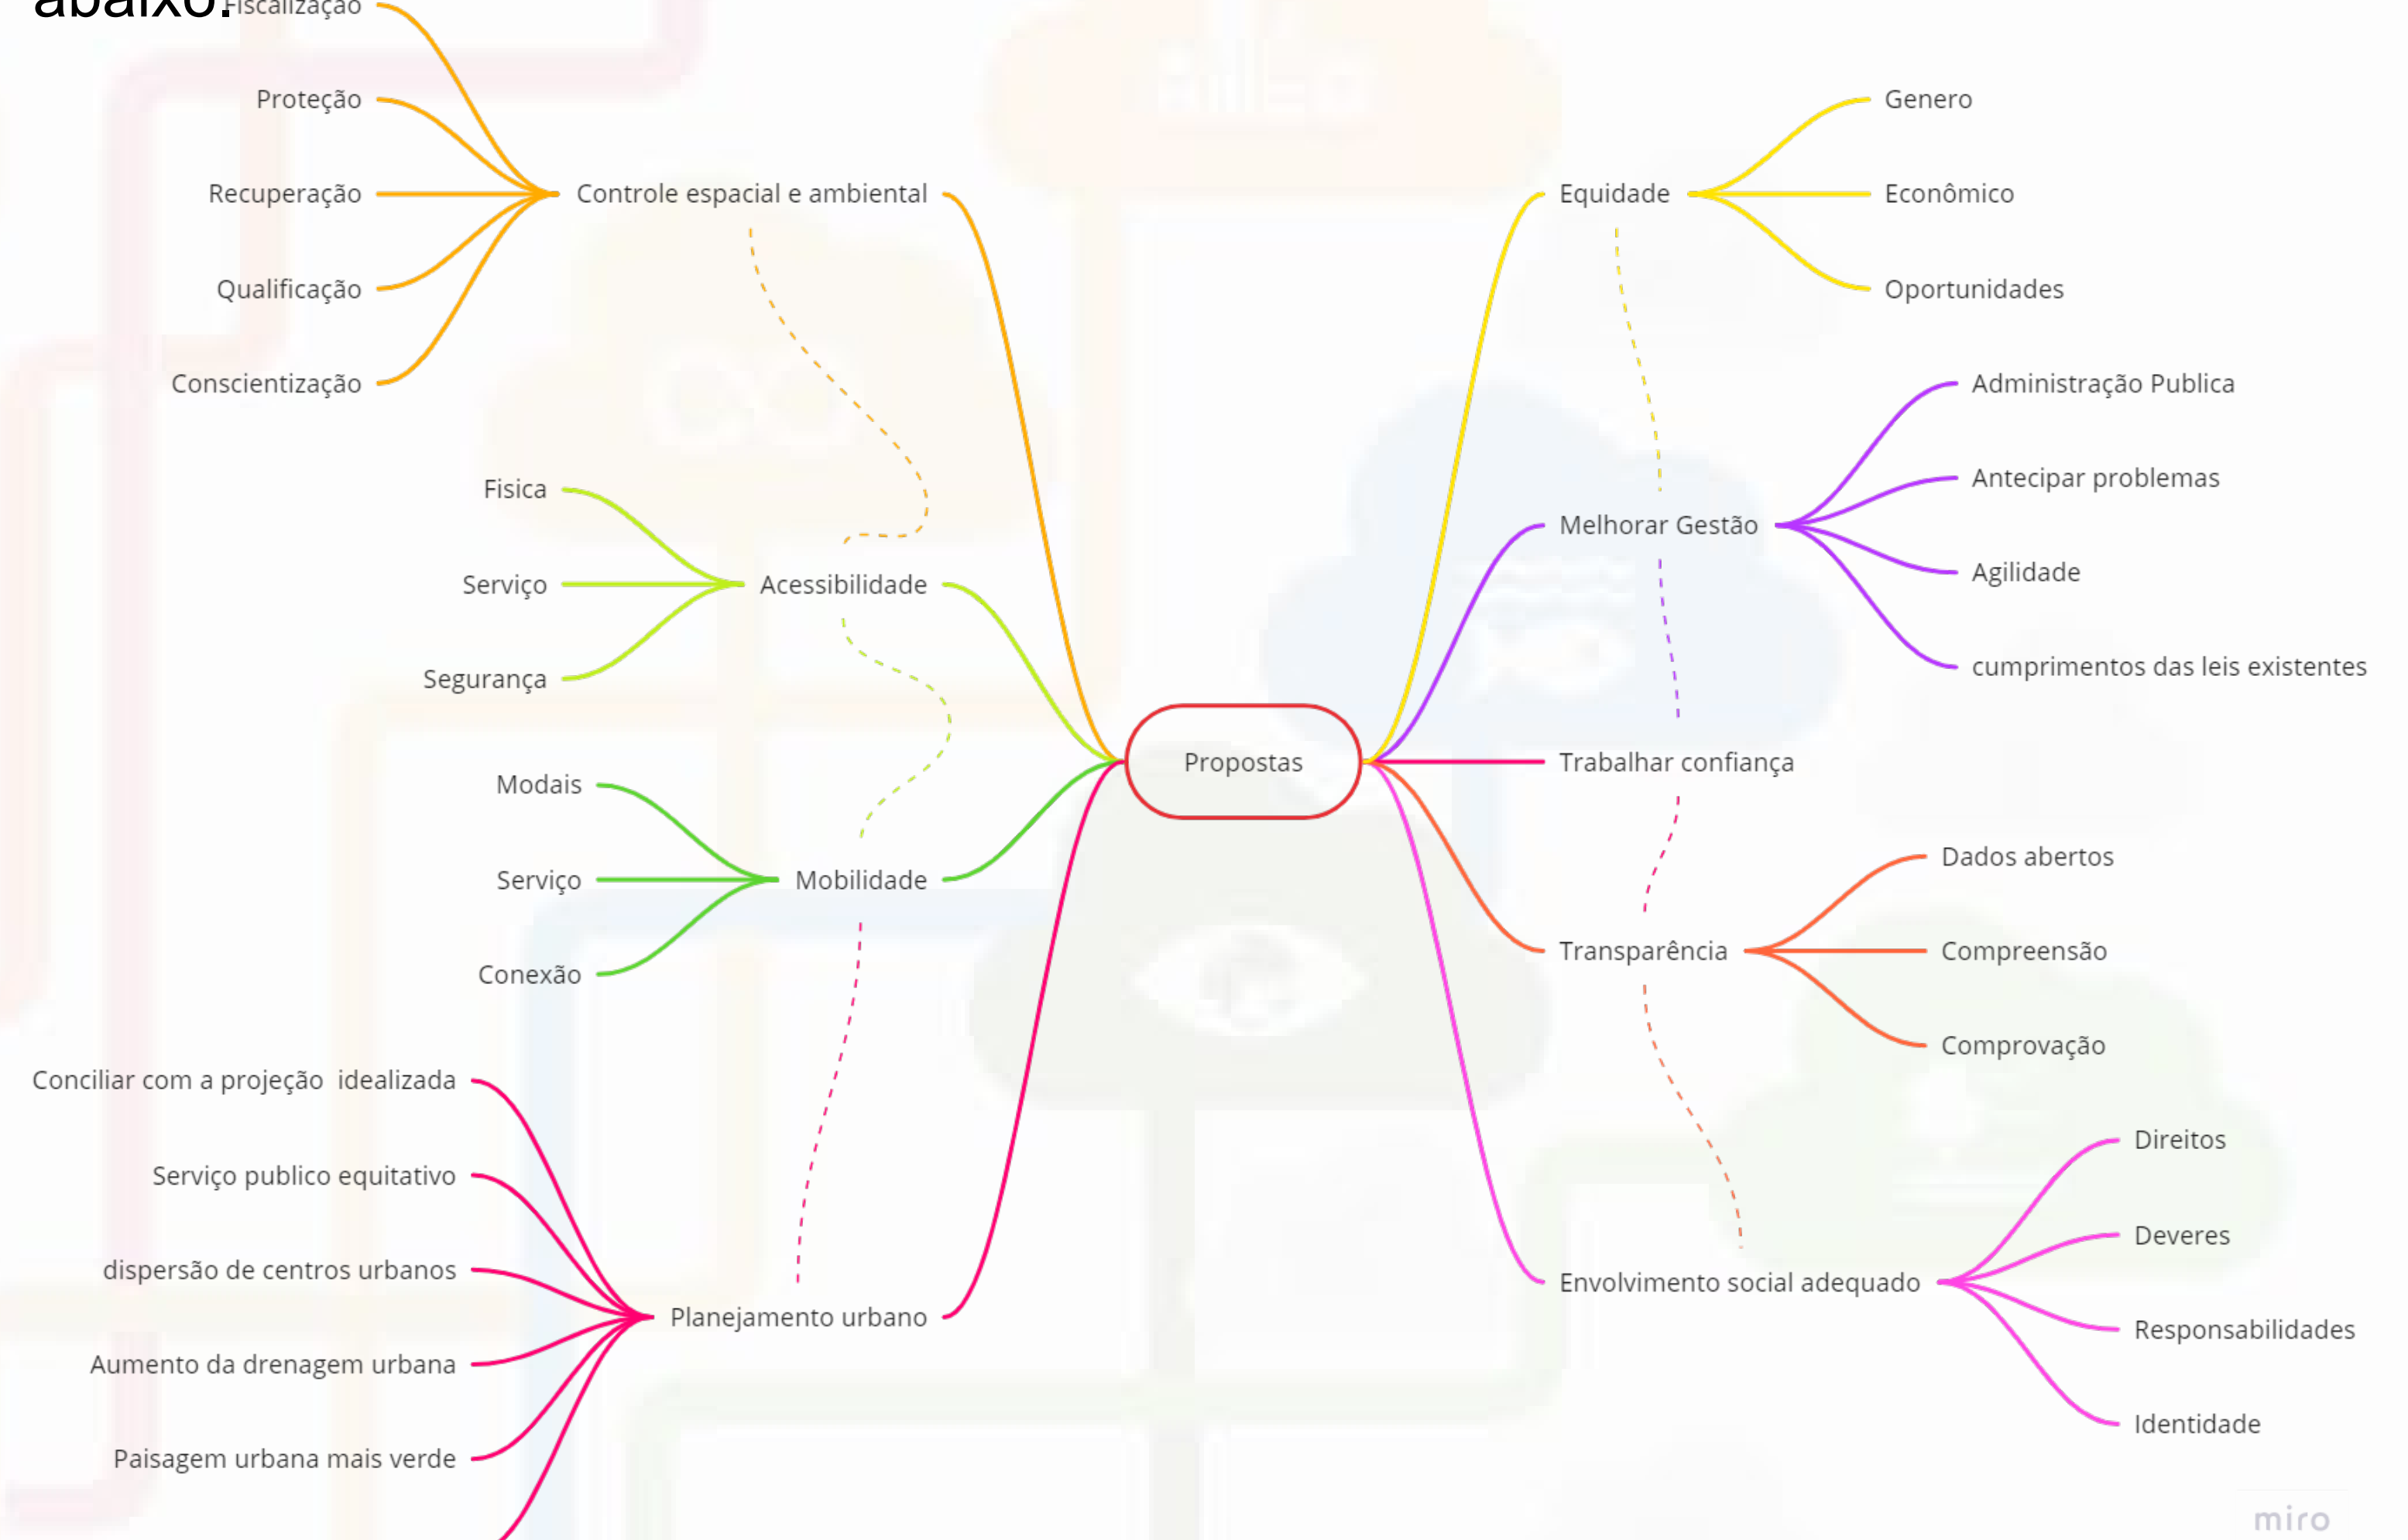 abaixo:
Fiscalização
Proteção
Recuperação
Qualificação
Conscientização
Controle espacial e ambiental
Fisica
Serviço
Segurança
Acessibilidade
Modais
Serviço
Conexão
Mobilidade
Conciliar com a projeção  idealizada
Serviço publico equitativo
dispersão de centros urbanos
Aumento da drenagem urbana
Paisagem urbana mais verde
Planejamento urbano
Propostas
Equidade
Genero
Econômico
Oportunidades
Melhorar Gestão
Administração Publica
Antecipar problemas
Agilidade
cumprimentos das leis existentes
Trabalhar confiança
Transparência
Dados abertos
Compreensão
Comprovação
Envolvimento social adequado
Direitos
Deveres
Responsabilidades
Identidade
miro